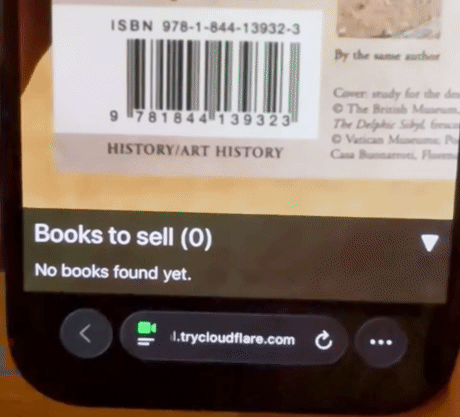 ISBN 978-1-844-13932-3
9 781844 139323
HISTORY/ART HISTORY
By the same author
Cover: study for the
© The British Museum.
The Delphic Sibyl,
© Vatican Museums;
Casa Buonarroti,
Books to sell (0)
No books found yet.
l.trycloudflare.com